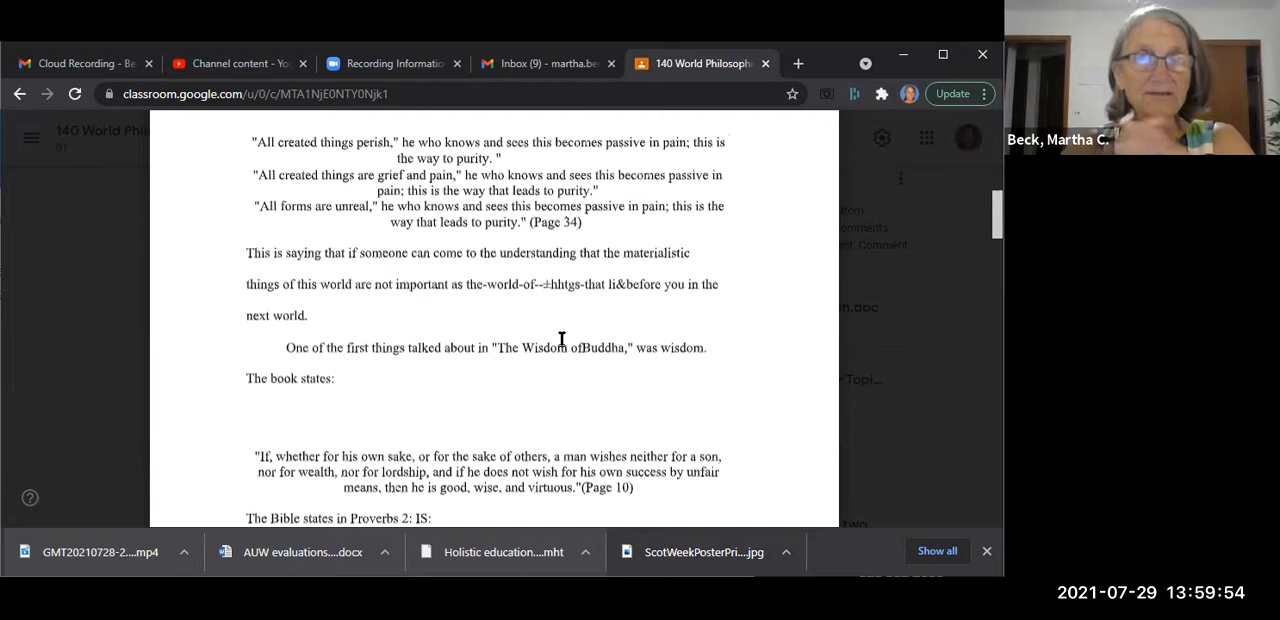 Cloud Recording - Be
Channel content - Yo
Recording Informatio
Inbox (9) - martha.be
140 World Philosophi
classroom.google.com/u/0/c/MTA1NjE0NTY0Njk1
Update
Beck, Martha C.
140 World Phil
01
"All created things perish," he who knows and sees this becomes passive in pain; this is
the way to purity. "
"All created things are grief and pain," he who knows and sees this becomes passive in
pain; this is the way that leads to purity."
"All forms are unreal," he who knows and sees this becomes passive in pain; this is the
way that leads to purity." (Page 34)
This is saying that if someone can come to the understanding that the materialistic
things of this world are not important as the-world-of--±hhtgs-that li&before you in the
next world.
One of the first things talked about in "The Wisdom ofBuddha," was wisdom.
The book states:
"If, whether for his own sake, or for the sake of others, a man wishes neither for a son,
nor for wealth, nor for lordship, and if he does not wish for his own success by unfair
means, then he is good, wise, and virtuous."(Page 10)
The Bible states in Proverbs 2: IS:
from
omments.
ent. Comment
n.doc
Topi...
two
GMT20210728-2....mp4
AUW evaluations....docx
Holistic education....mht
ScotWeekPosterPri....jpg
Show all
2021-07-29 13:59:54